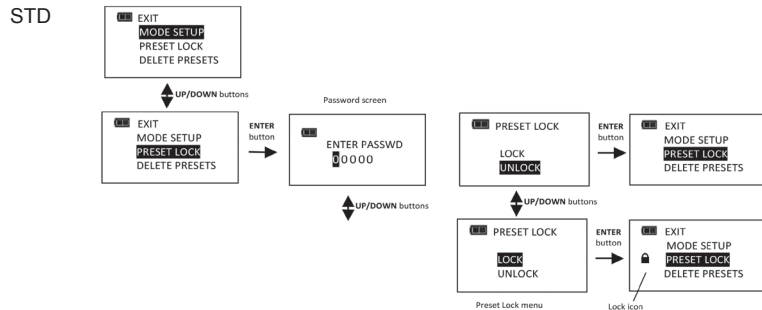 STD
EXIT
MODE SETUP
PRESET LOCK
DELETE PRESETS
UP/DOWN buttons
EXIT
MODE SETUP
PRESET LOCK
DELETE PRESETS
ENTER
button
Password screen
ENTER PASSWD
00000
UP/DOWN buttons
PRESET LOCK
LOCK
UNLOCK
ENTER
button
EXIT
MODE SETUP
PRESET LOCK
DELETE PRESETS
UP/DOWN buttons
PRESET LOCK
LOCK
UNLOCK
Preset Lock menu
ENTER
button
EXIT
MODE SETUP
PRESET LOCK
DELETE PRESETS
Lock icon